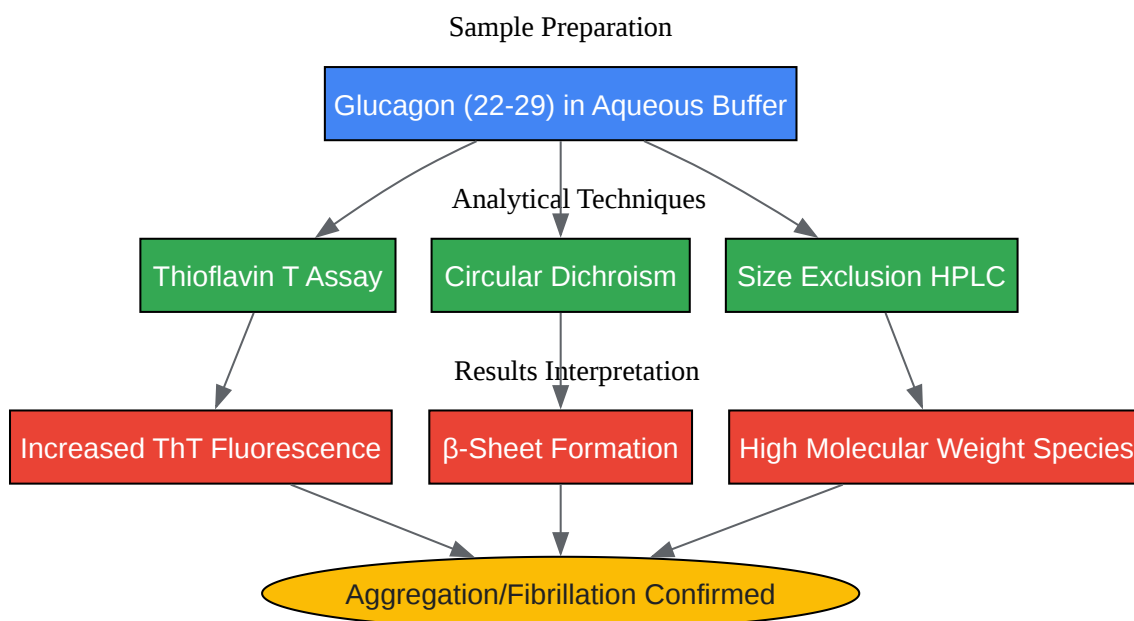 Sample Preparation
Glucagon (22-29) in Aqueous Buffer
Analytical Techniques
Thioflavin T Assay
Circular Dichroism
Size Exclusion HPLC
Results Interpretation
Increased ThT Fluorescence
β-Sheet Formation
High Molecular Weight Species
Aggregation/Fibrillation Confirmed